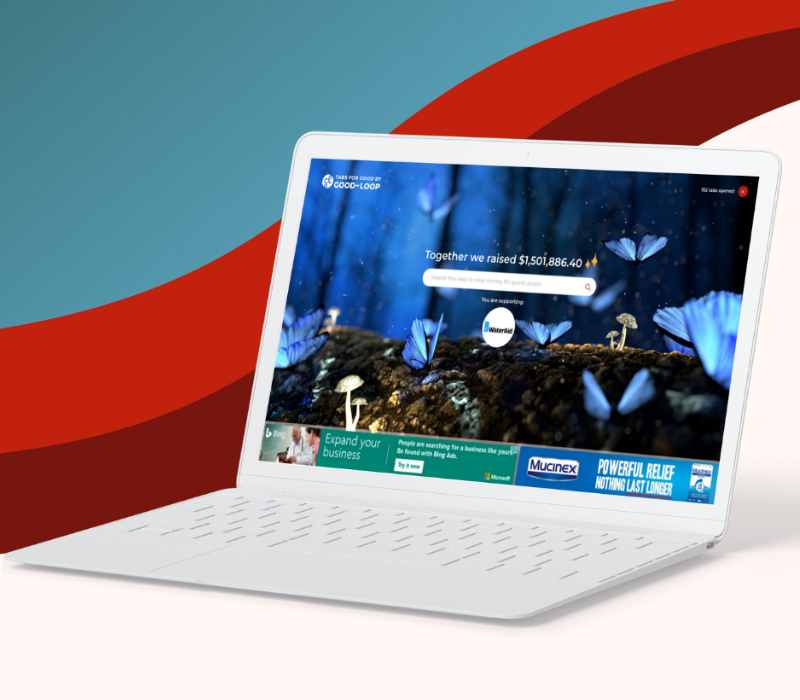 TABS FOR GOOD BY
GOOD-LOOP
152 tabs opened
Together we raised $1,501,886.40
Search the web to raise money for good causes
You are supporting:
WaterAid
Bing
Expand your
business
People are searching for a business like yours.
Be found with Bing Ads.
Try it now
Microsoft
MUCINEX
POWERFUL RELIEF
NOTHING LAST LONGER